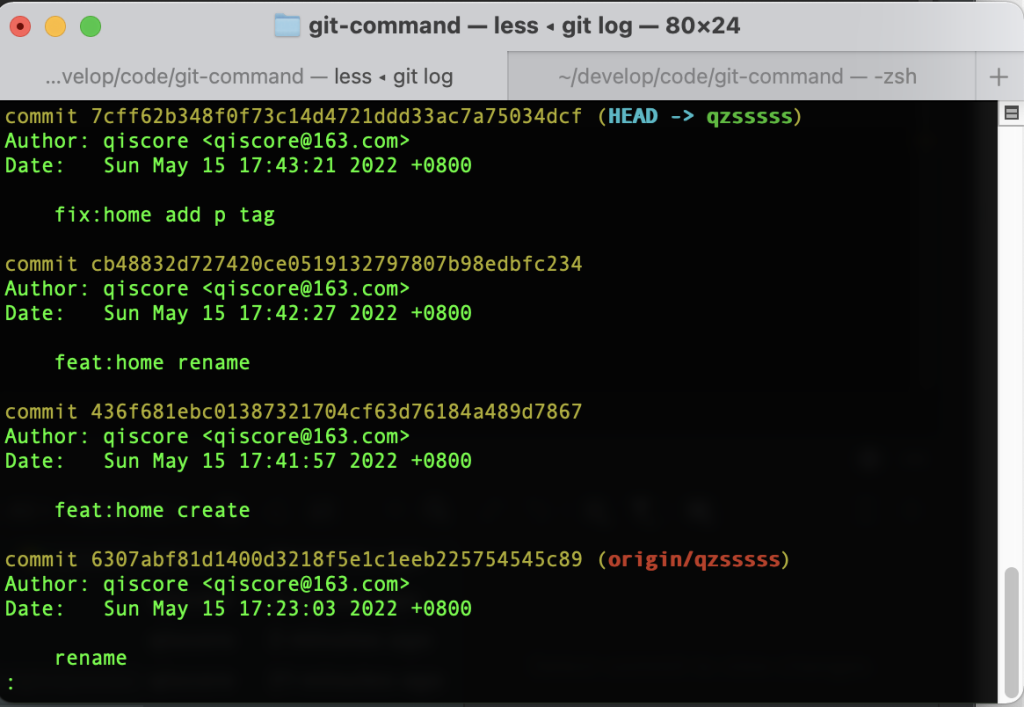 git-command — less ◂ git log — 80×24
...velop/code/git-command — less ◂ git log
~/develop/code/git-command — -zsh
commit 7cff62b348f0f73c14d4721ddd33ac7a75034dcf (HEAD -> qzsssss)
Author: qiscore <qiscore@163.com>
Date:   Sun May 15 17:43:21 2022 +0800
    fix:home add p tag
commit cb48832d727420ce0519132797807b98edbfc234
Author: qiscore <qiscore@163.com>
Date:   Sun May 15 17:42:27 2022 +0800
    feat:home rename
commit 436f681ebc01387321704cf63d76184a489d7867
Author: qiscore <qiscore@163.com>
Date:   Sun May 15 17:41:57 2022 +0800
    feat:home create
commit 6307abf81d1400d3218f5e1c1eeb225754545c89 (origin/qzsssss)
Author: qiscore <qiscore@163.com>
Date:   Sun May 15 17:23:03 2022 +0800
    rename
: